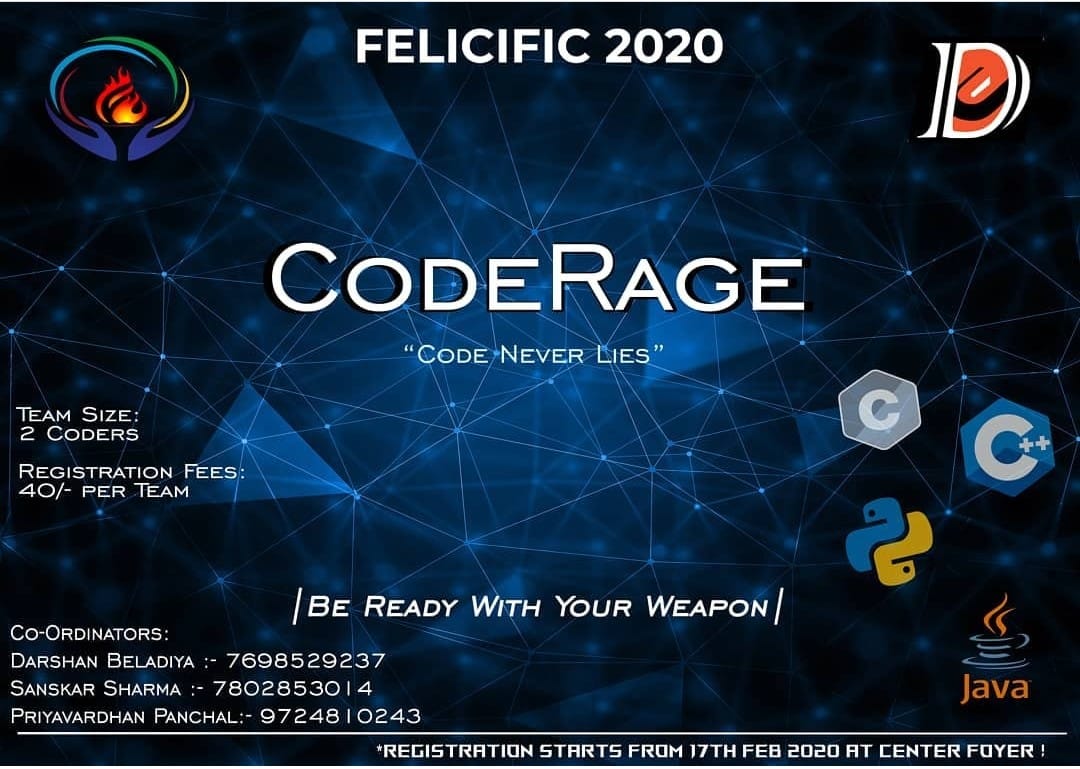 FELICIFIC 2020
De
CODERAGE
"CODE NEVER LIES"
TEAM SIZE:
2 CODERS
REGISTRATION FEES:
40/- PER TEAM
C
C++
|BE READY WITH YOUR WEAPON|
CO-ORDINATORS:
DARSHAN BELADIYA :- 7698529237
SANSKAR SHARMA :- 7802853014
PRIYAVARDHAN PANCHAL:- 9724810243
Java
*REGISTRATION STARTS FROM 17TH FEB 2020 AT CENTER FOYER !